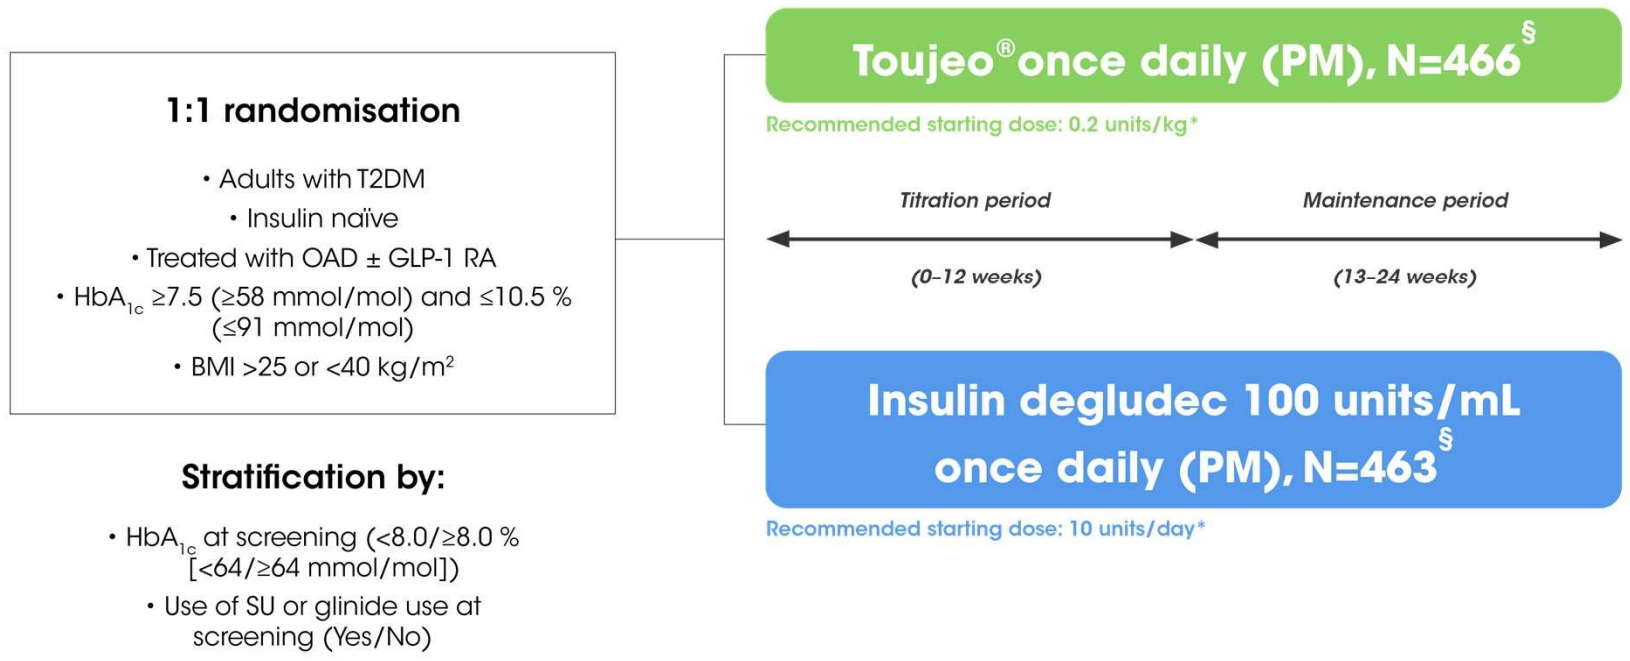 1:1 randomisation
• Adults with T2DM
• Insulin naïve
• Treated with OAD ± GLP-1 RA
• HbA1c ≥7.5 (≥58 mmol/mol) and ≤10.5 %
(≤91 mmol/mol)
• BMI >25 or <40 kg/m²
Stratification by:
• HbA1c at screening (<8.0/≥8.0 %
[<64/≥64 mmol/mol])
• Use of SU or glinide use at
screening (Yes/No)
Toujeo®once daily (PM), N=466§
Recommended starting dose: 0.2 units/kg*
Titration period
Maintenance period
(0–12 weeks)
(13–24 weeks)
Insulin degludec 100 units/mL
once daily (PM), N=463§
Recommended starting dose: 10 units/day*